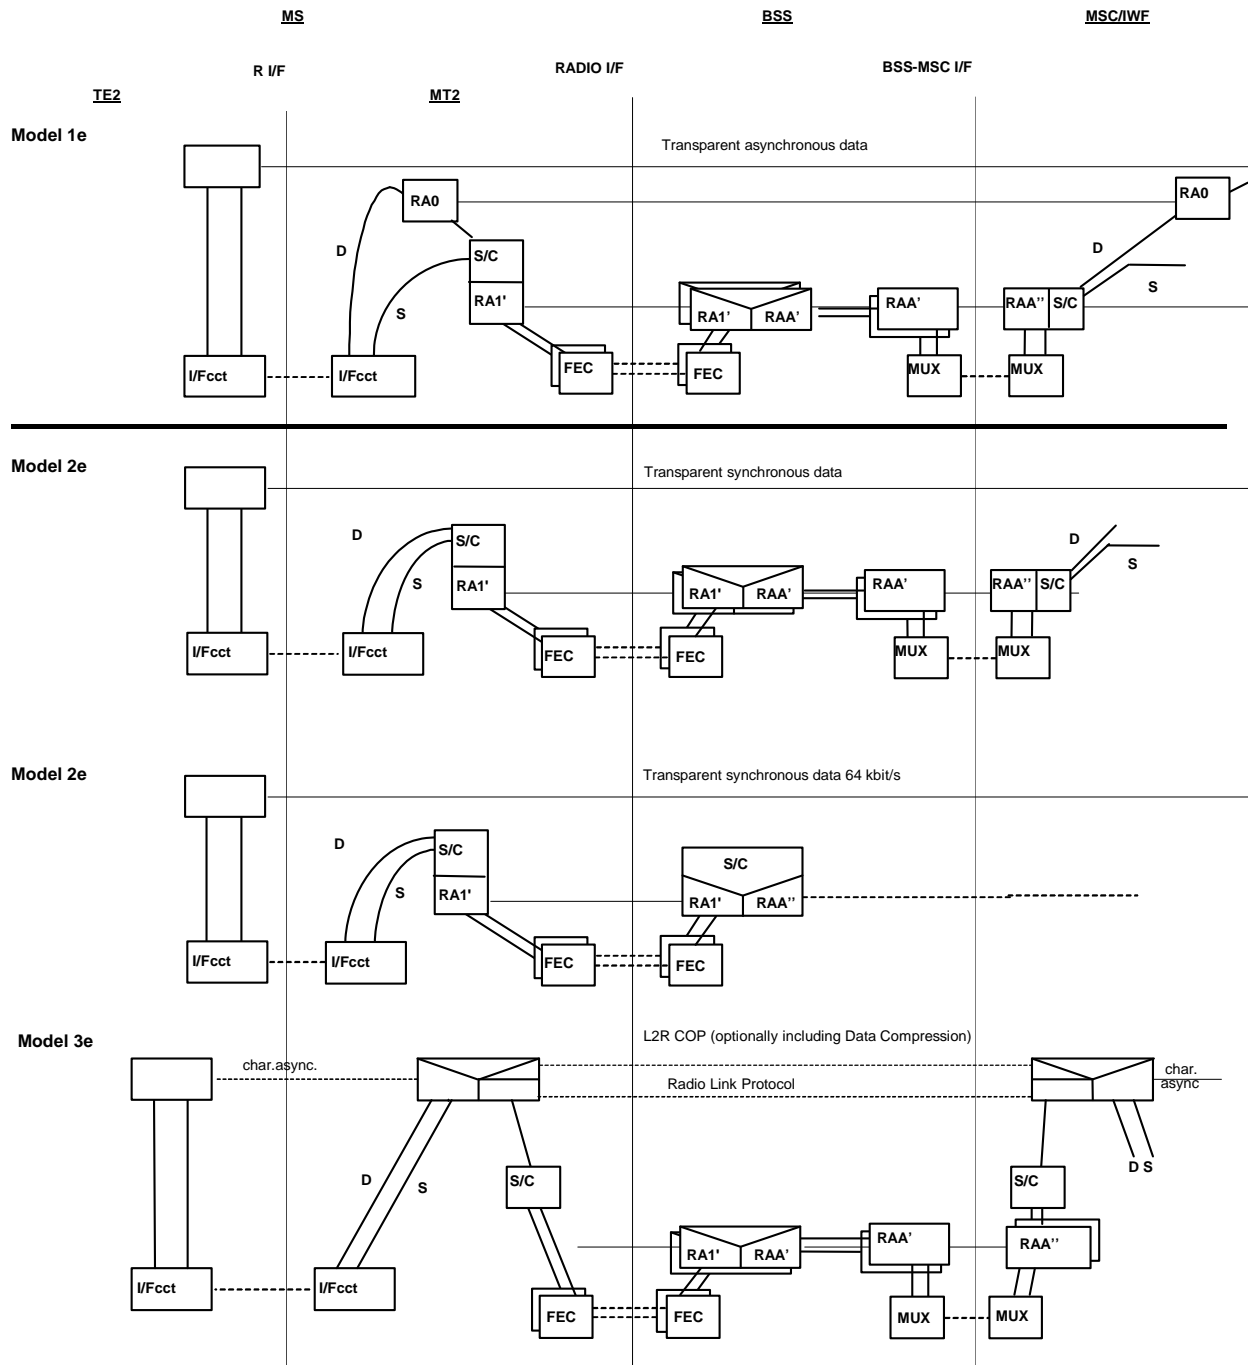 MS BSS MSC/IWF
R I/F RADIO I/F BSS-MSC I/F
TE2 MT2
Model 1e
Transparent asynchronous data
RA0 RA0
D S/C D
S RA1' RA1’ RAA’ RAA’ RAA’’ S/C S
I/Fcct I/Fcct FEC FEC MUX MUX
Model 2e
Transparent synchronous data
D S/C D
S S
RA1' RA1' RAA’ RAA’ RAA’’ S/C
I/Fcct I/Fcct FEC FEC MUX MUX
Model 2e
Transparent synchronous data 64 kbit/s
D S/C S/C
S RA1' RA1' RAA’’
I/Fcct I/Fcct FEC FEC
Model 3e
L2R COP (optionally including Data Compression)
char.async. char.
Radio Link Protocol async
D S
D S S/C S/C
RA1' RAA’ RAA’ RAA’’
I/Fcct I/Fcct FEC FEC MUX MUX